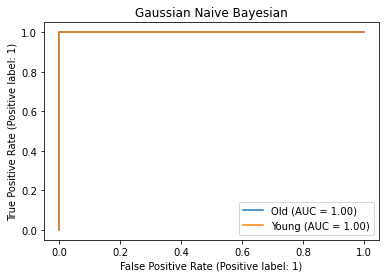 Gaussian Naive Bayesian
True Positive Rate (Positive label: 1)
1.0
0.8
0.6
0.4
0.2
0.0
Old (AUC = 1.00)
Young (AUC = 1.00)
0.0 0.2 0.4 0.6 0.8 1.0
False Positive Rate (Positive label: 1)